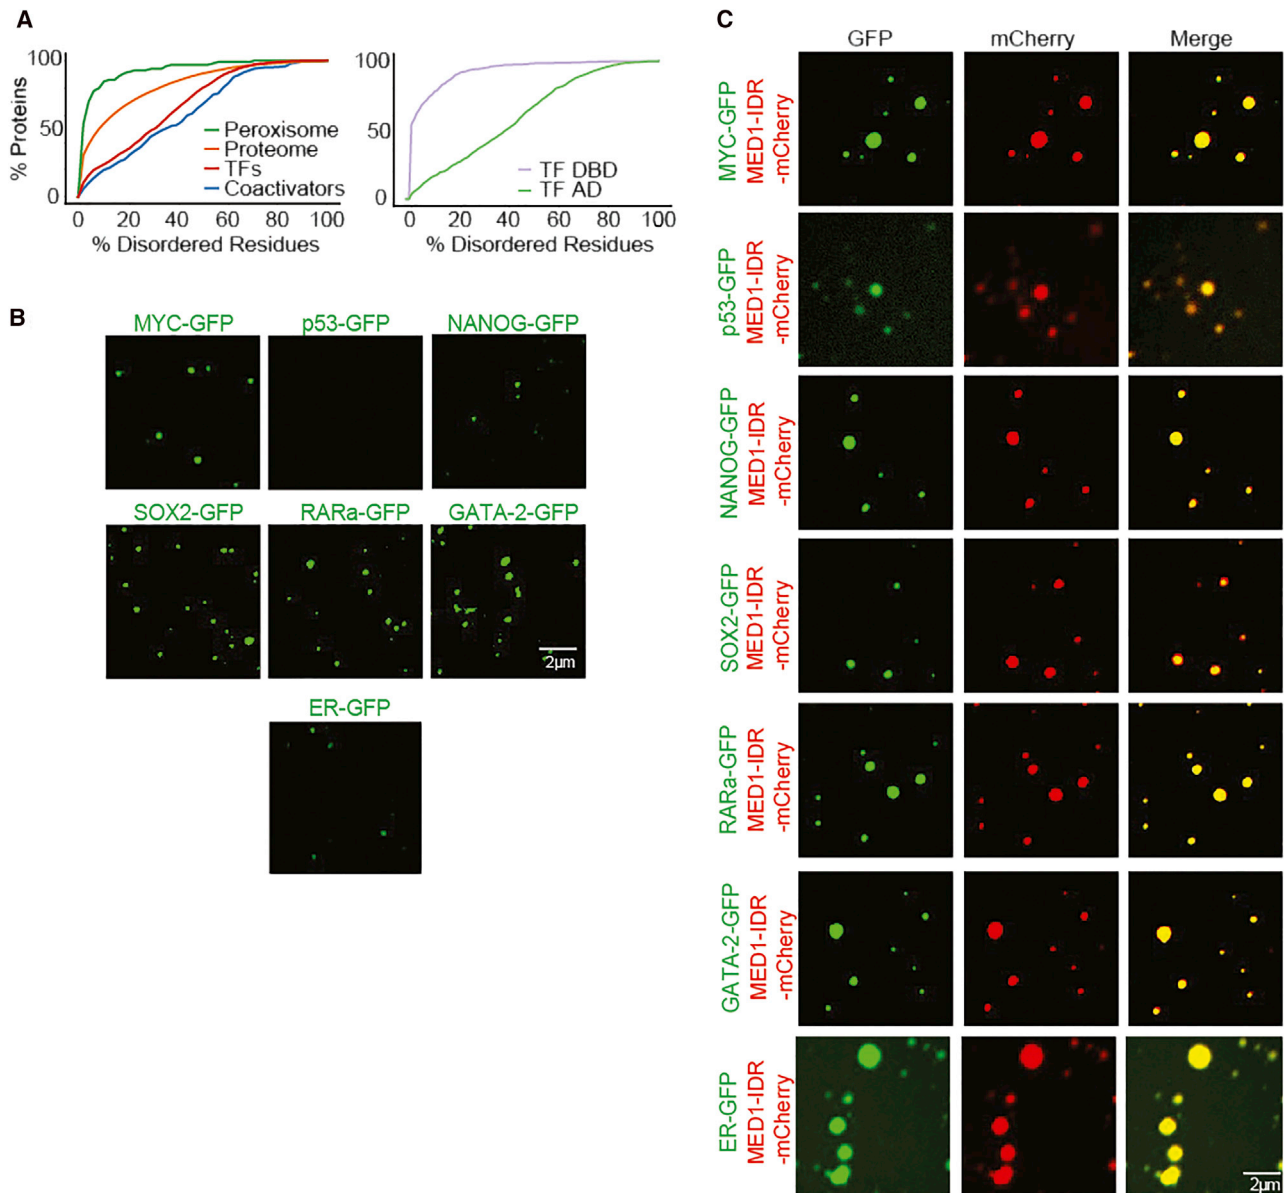 A
% Proteins
100
50
0
Peroxisome
Proteome
TFs
Coactivators
0 20 40 60 80 100
% Disordered Residues
100
50
0
TF DBD
TF AD
0 20 40 60 80 100
% Disordered Residues
B
MYC-GFP
p53-GFP
NANOG-GFP
SOX2-GFP
RARa-GFP
GATA-2-GFP
2µm
ER-GFP
C
GFP
mCherry
Merge
MYC-GFP
MED1-IDR
-mCherry
p53-GFP
MED1-IDR
-mCherry
NANOG-GFP
MED1-IDR
-mCherry
SOX2-GFP
MED1-IDR
-mCherry
RARa-GFP
MED1-IDR
-mCherry
GATA-2-GFP
MED1-IDR
-mCherry
ER-GFP
MED1-IDR
-mCherry
2µm